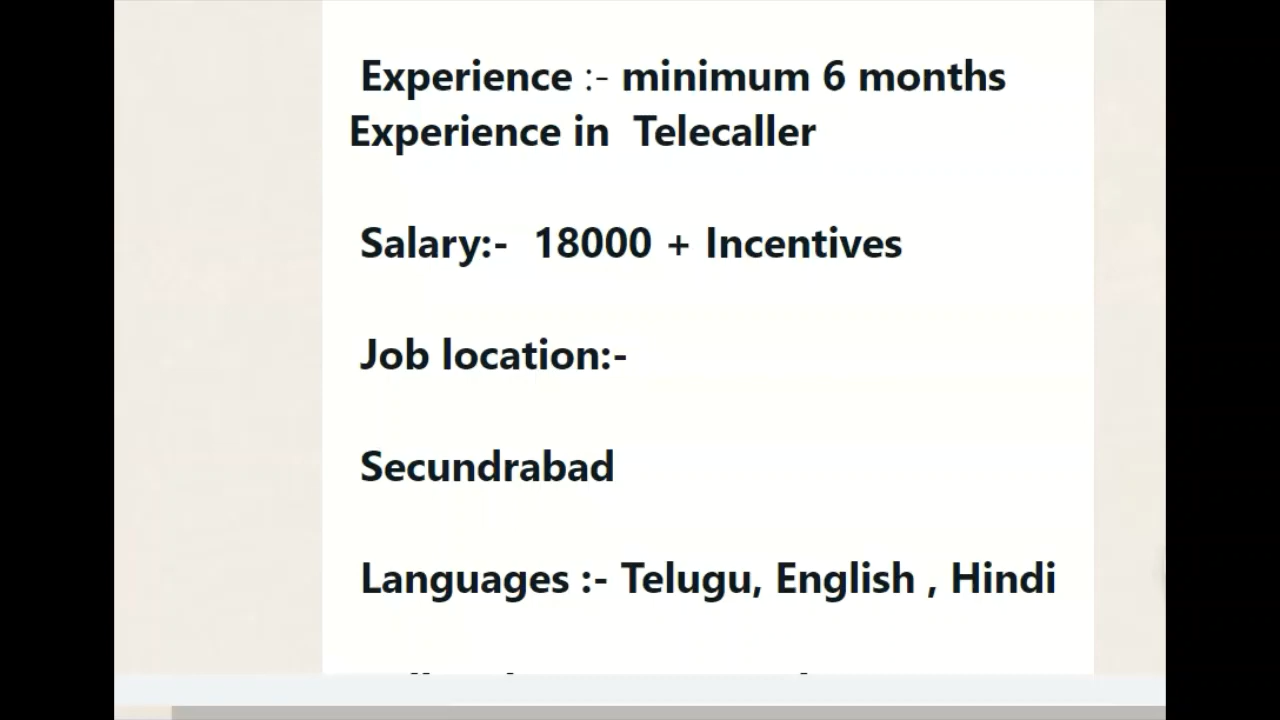 Experience :- minimum 6 months
Experience in Telecaller
Salary:- 18000 + Incentives
Job location:-
Secundrabad
Languages :- Telugu, English , Hindi